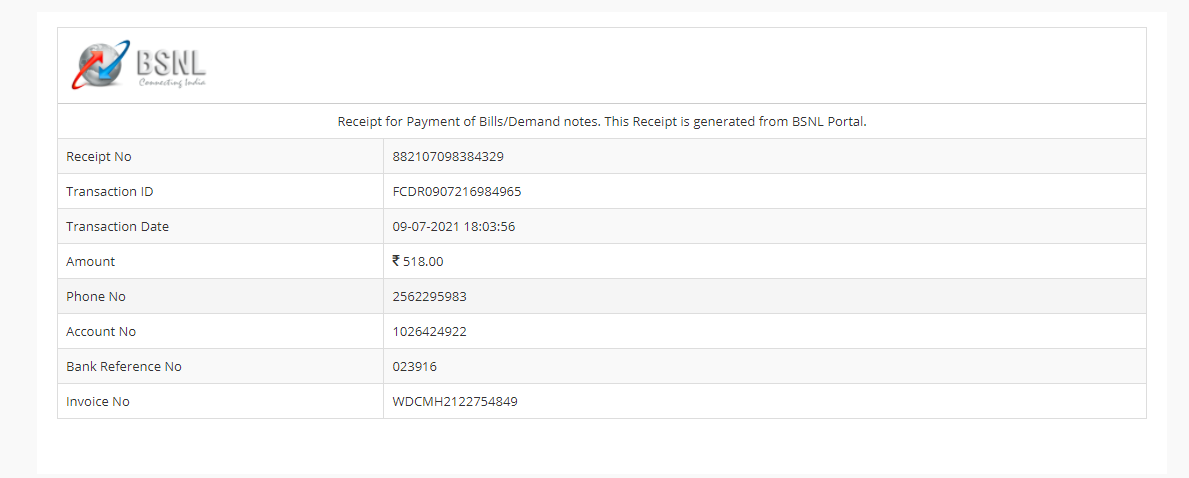 BSNL
Connecting India
Receipt for Payment of Bills/Demand notes. This Receipt is generated from BSNL Portal.
Receipt No 882107098384329
Transaction ID FCDR0907216984965
Transaction Date 09-07-2021 18:03:56
Amount ₹ 518.00
Phone No 2562295983
Account No 1026424922
Bank Reference No 023916
Invoice No WDCMH2122754849